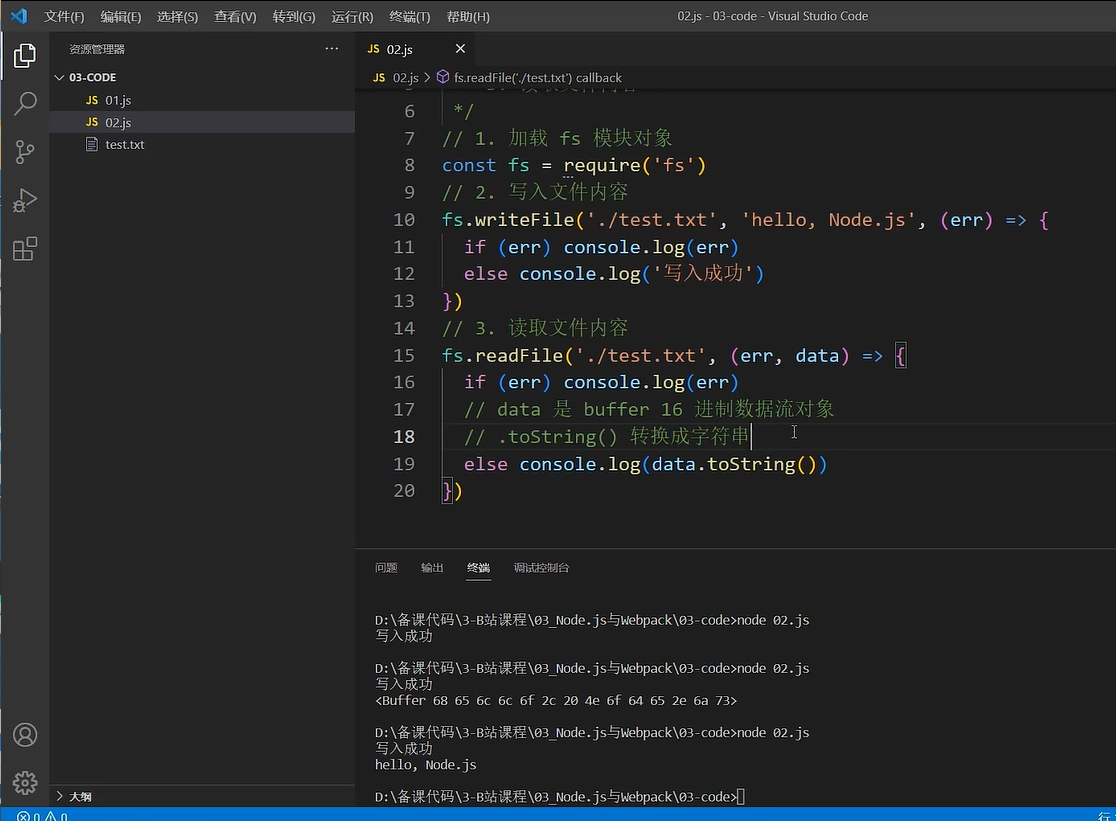 文件(F) 编辑(E) 选择(S) 查看(V) 转到(G) 运行(R) 终端(T) 帮助(H) 02.js - 03-code - Visual Studio Code
资源管理器 ···
03-CODE
JS 01.js
JS 02.js
test.txt
大纲
0 0
JS 02.js ×
JS 02.js > fs.readFile('./test.txt') callback
6 */
7 // 1. 加载 fs 模块对象
8 const fs = require('fs')
9 // 2. 写入文件内容
10 fs.writeFile('./test.txt', 'hello, Node.js', (err) => {
11 if (err) console.log(err)
12 else console.log('写入成功')
13 })
14 // 3. 读取文件内容
15 fs.readFile('./test.txt', (err, data) => {
16 if (err) console.log(err)
17 // data 是 buffer 16 进制数据流对象
18 // .toString() 转换成字符串
19 else console.log(data.toString())
20 })
问题 输出 终端 调试控制台
D:\备课代码\3-B站课程\03_Node.js与Webpack\03-code>node 02.js
写入成功
D:\备课代码\3-B站课程\03_Node.js与Webpack\03-code>node 02.js
写入成功
<Buffer 68 65 6c 6c 6f 2c 20 4e 6f 64 65 2e 6a 73>
D:\备课代码\3-B站课程\03_Node.js与Webpack\03-code>node 02.js
写入成功
hello, Node.js
D:\备课代码\3-B站课程\03_Node.js与Webpack\03-code>
行